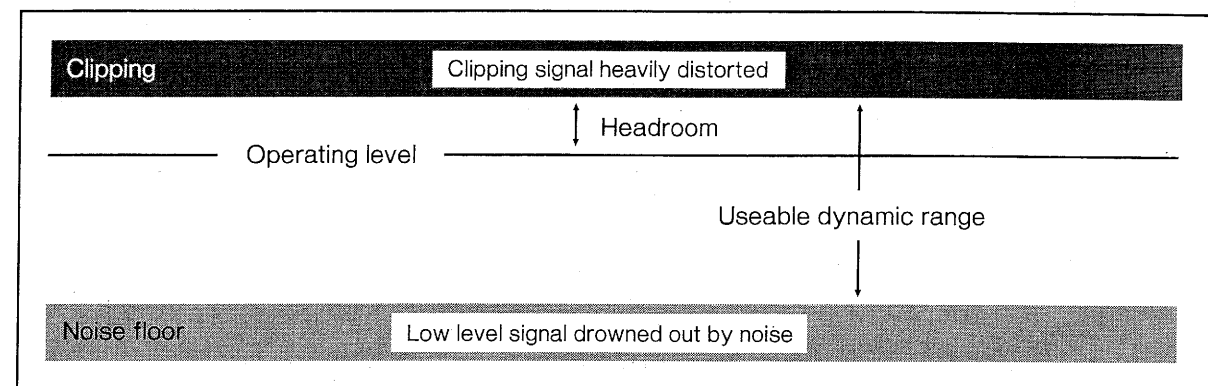 Clipping
Clipping signal heavily distorted
Headroom
Operating level
Useable dynamic range
Noise floor
Low level signal drowned out by noise